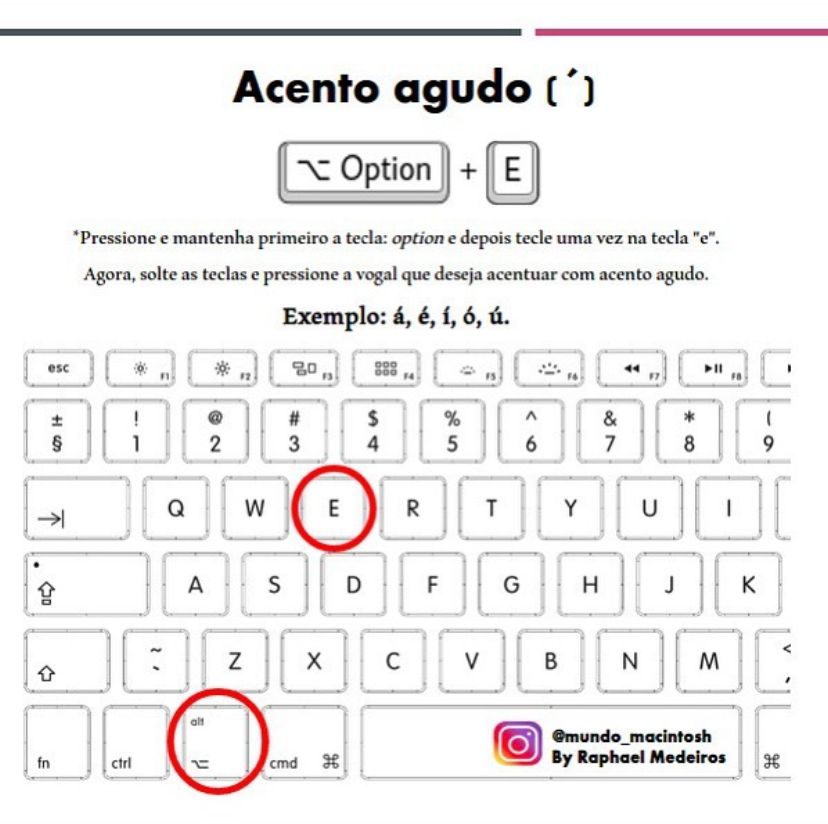 Acento agudo (´)
⌥ Option + E
*Pressione e mantenha primeiro a tecla: option e depois tecle uma vez na tecla "e".
Agora, solte as teclas e pressione a vogal que deseja acentuar com acento agudo.
Exemplo: á, é, í, ó, ú.
esc F1 F2 F3 F4 F5 F6 F7 F8
± ! @ # $ % ^ & * (
§ 1 2 3 4 5 6 7 8 9
→| Q W E R T Y U I
A S D F G H J K
~ Z X C V B N M <
` ,
alt
fn ctrl ⌥ cmd ⌘ ⌘
@mundo_macintosh
By Raphael Medeiros